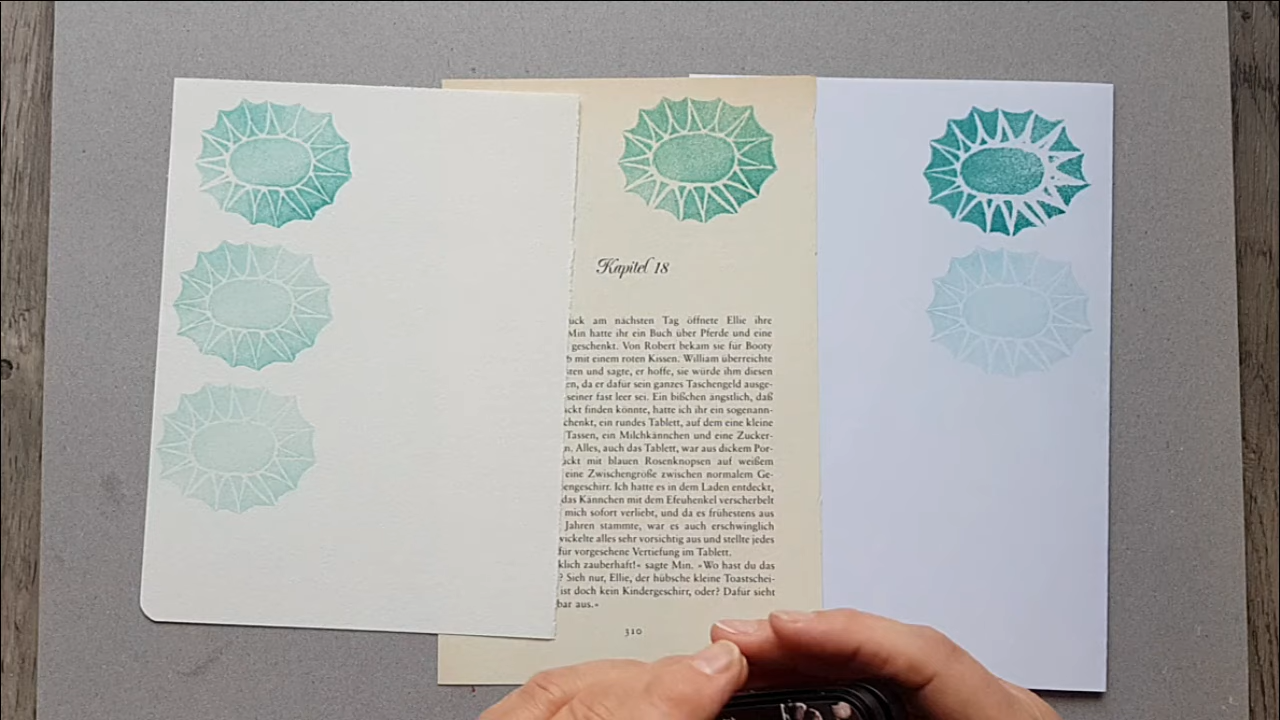 Kapitel 18
ück am nächsten Tag öffnete Ellie ihre
Min hatte ihr ein Buch über Pferde und eine
geschenkt. Von Robert bekam sie für Booty
mit einem roten Kissen. William überreichte
ten und sagte, er hoffe, sie würde ihm diesen
en, da er dafür sein ganzes Taschengeld ausge-
seiner fast leer sei. Ein bißchen ängstlich, daß
ckt finden könnte, hatte ich ihr ein sogenann-
chenkt, ein rundes Tablett, auf dem eine kleine
Tassen, ein Milchkännchen und eine Zucker-
n. Alles, auch das Tablett, war aus dickem Por-
ckt mit blauen Rosenknopsen auf weißem
eine Zwischengröße zwischen normalem Ge-
engeschirr. Ich hatte es in dem Laden entdeckt,
das Kännchen mit dem Efeuhenkel verscherbelt
mich sofort verliebt, und da es frühestens aus
Jahren stammte, war es auch erschwinglich
wickelte alles sehr vorsichtig aus und stellte jedes
für vorgesehene Vertiefung im Tablett.
klich zauberhaft!« sagte Min. »Wo hast du das
? Sieh nur, Ellie, der hübsche kleine Toastschei-
ist doch kein Kindergeschirr, oder? Dafür sieht
bar aus.«
310